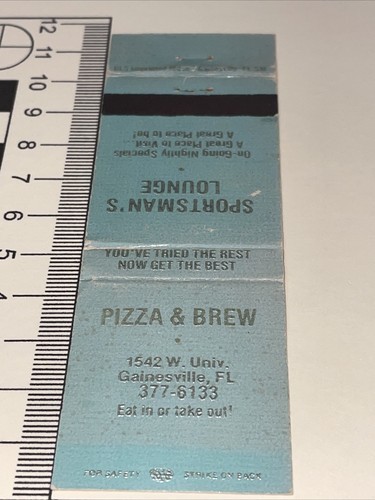 On-Going Nightly Specials
A Great Place to Visit...
A Great Place to be!
SPORTSMAN'S
LOUNGE
YOU'VE TRIED THE REST
NOW GET THE BEST
PIZZA & BREW
1542 W. Univ.
Gainesville, FL
377-6133
Eat in or take out!
FOR SAFETY STRIKE ON BACK
12
11
10
9
8
7
6
5
4